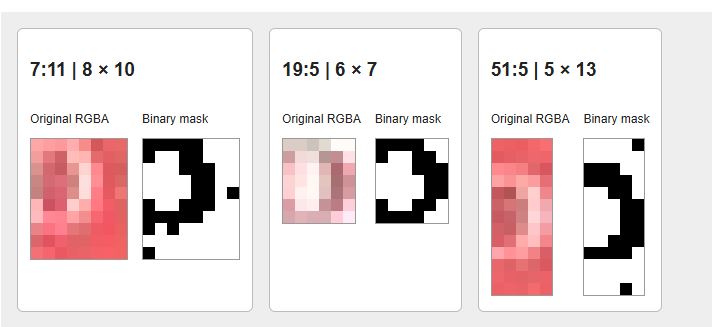 7:11 | 8 × 10
Original RGBA Binary mask
19:5 | 6 × 7
Original RGBA Binary mask
51:5 | 5 × 13
Original RGBA Binary mask